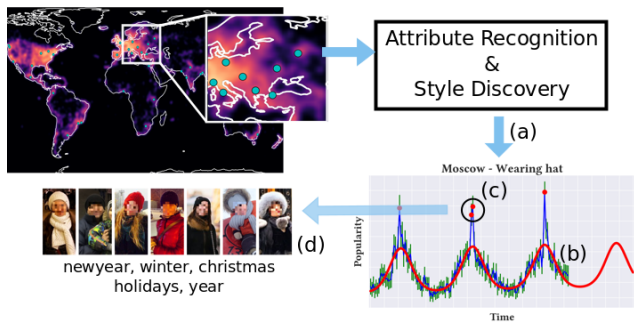 Attribute Recognition
&
Style Discovery
(a)
Moscow - Wearing hat
(c)
(b)
Popularity
Time
(d)
newyear, winter, christmas
holidays, year